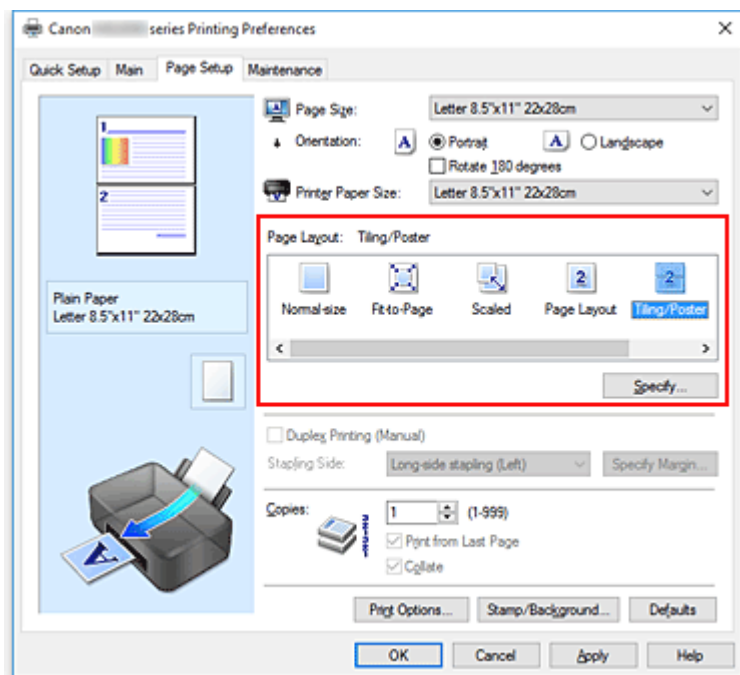 Canon series Printing Preferences
Quick Setup Main Page Setup Maintenance
1
2
Plain Paper
Letter 8.5"x11" 22x28cm
Page Size: Letter 8.5"x11" 22x28cm
Orientation: A Portrait A Landscape
Rotate 180 degrees
Printer Paper Size: Letter 8.5"x11" 22x28cm
Page Layout: Tiling/Poster
2 2
Normal-size Fit-to-Page Scaled Page Layout Tiling/Poster
Specify...
Duplex Printing (Manual)
Stapling Side: Long-side stapling (Left) Specify Margin...
Copies: 1 (1-999)
Print from Last Page
Collate
A
Print Options... Stamp/Background... Defaults
OK Cancel Apply Help